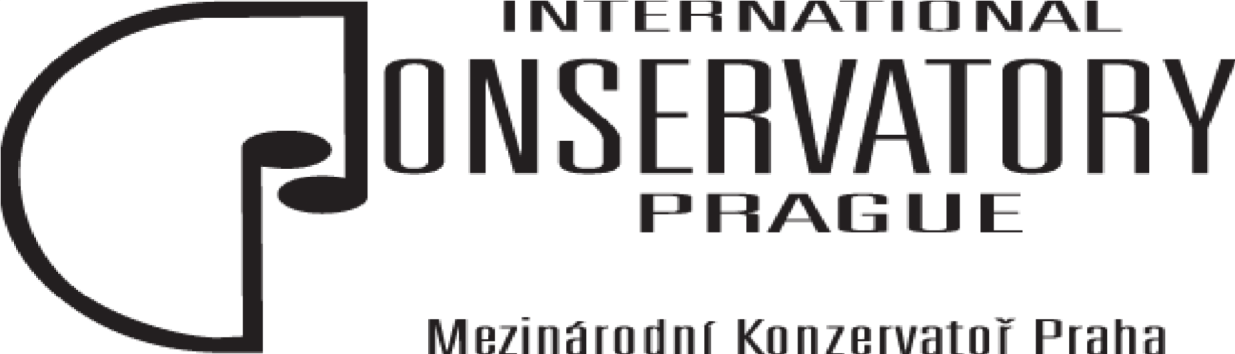 INTERNATIONAL
CONSERVATORY
PRAGUE
Mezinárodní Konzervatoř Praha